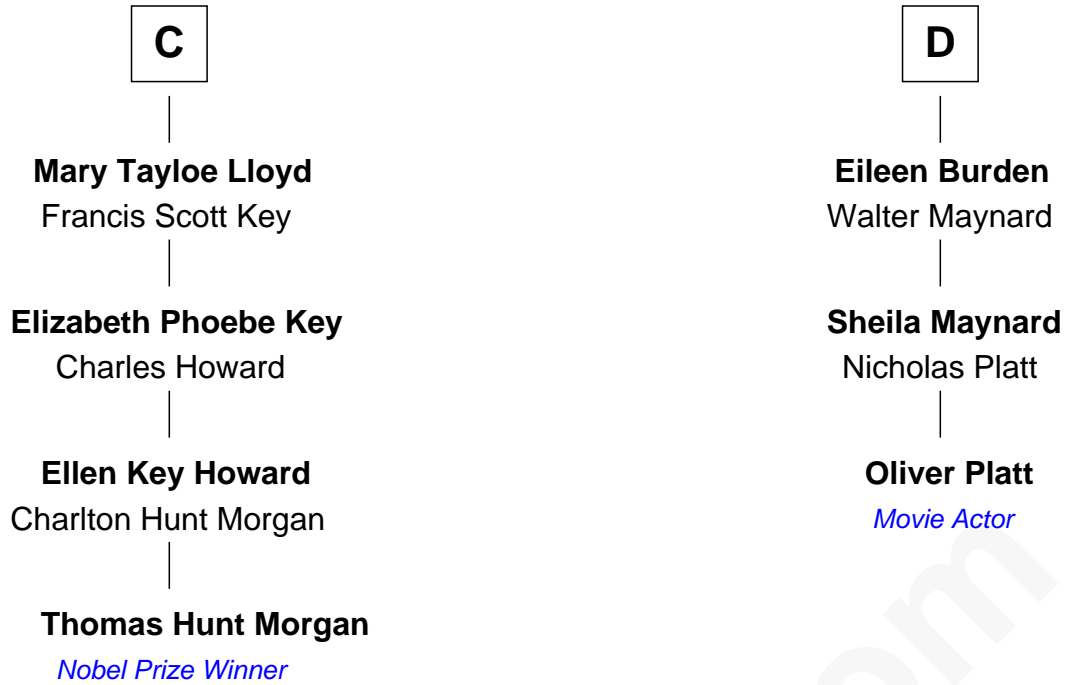 C
Mary Tayloe Lloyd
Francis Scott Key
Elizabeth Phoebe Key
Charles Howard
Ellen Key Howard
Charlton Hunt Morgan
Thomas Hunt Morgan
Nobel Prize Winner
D
Eileen Burden
Walter Maynard
Sheila Maynard
Nicholas Platt
Oliver Platt
Movie Actor
om